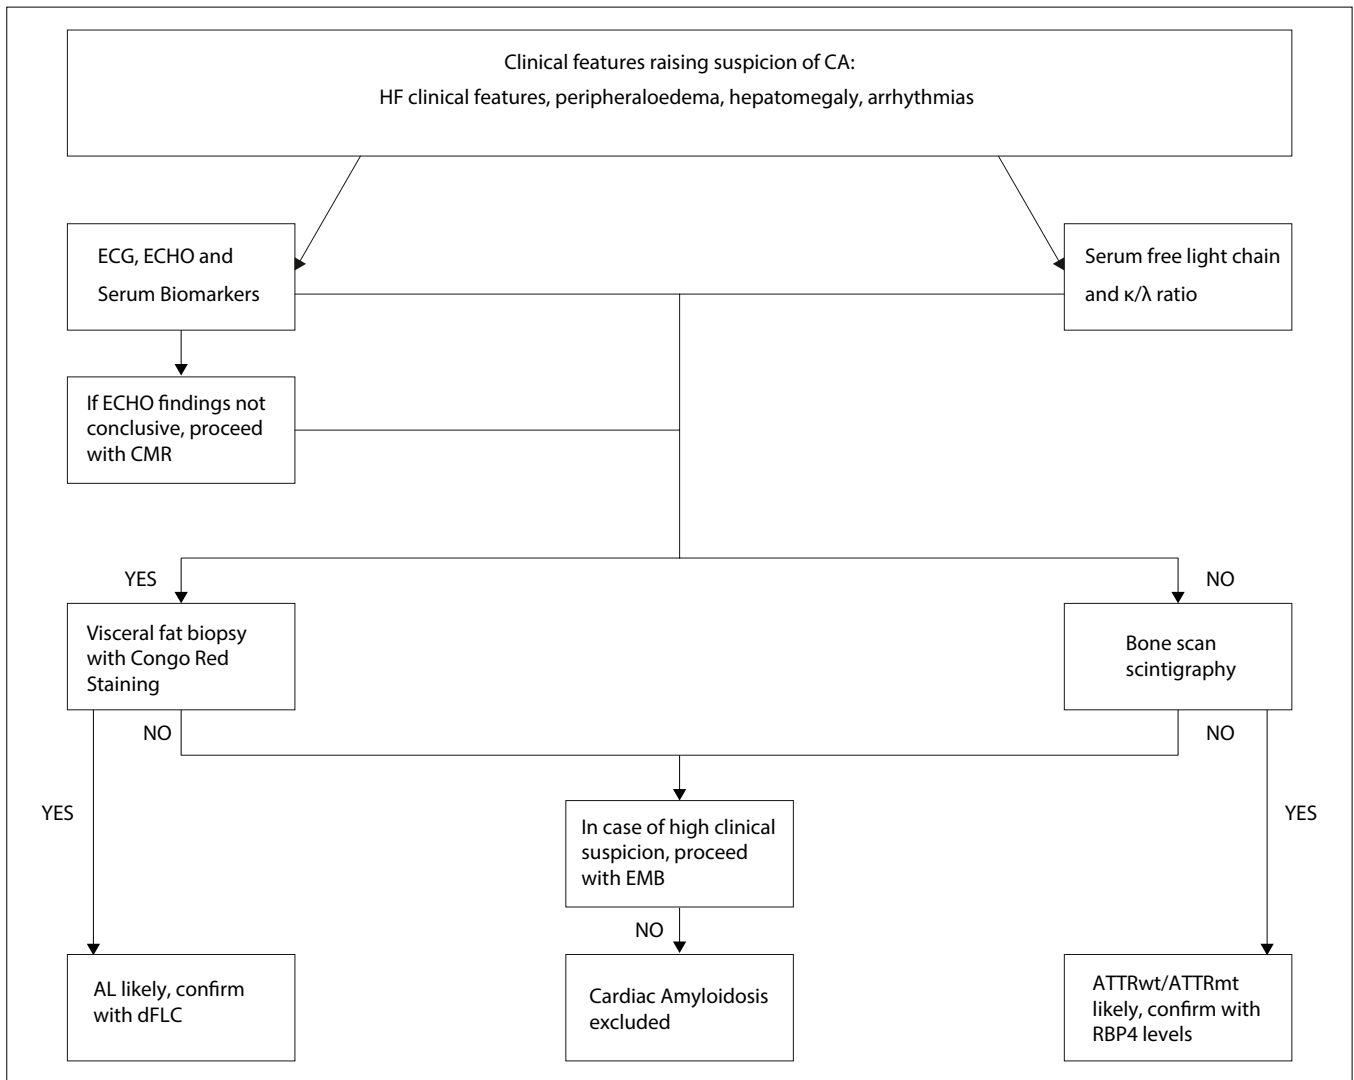 Clinical features raising suspicion of CA:
HF clinical features, peripheraloedema, hepatomegaly, arrhythmias
ECG, ECHO and
Serum Biomarkers
Serum free light chain
and κ/λ ratio
If ECHO findings not
conclusive, proceed
with CMR
YES
NO
Visceral fat biopsy
with Congo Red
Staining
Bone scan
scintigraphy
NO
NO
YES
YES
In case of high clinical
suspicion, proceed
with EMB
NO
AL likely, confirm
with dFLC
Cardiac Amyloidosis
excluded
ATTRwt/ATTRmt
likely, confirm with
RBP4 levels